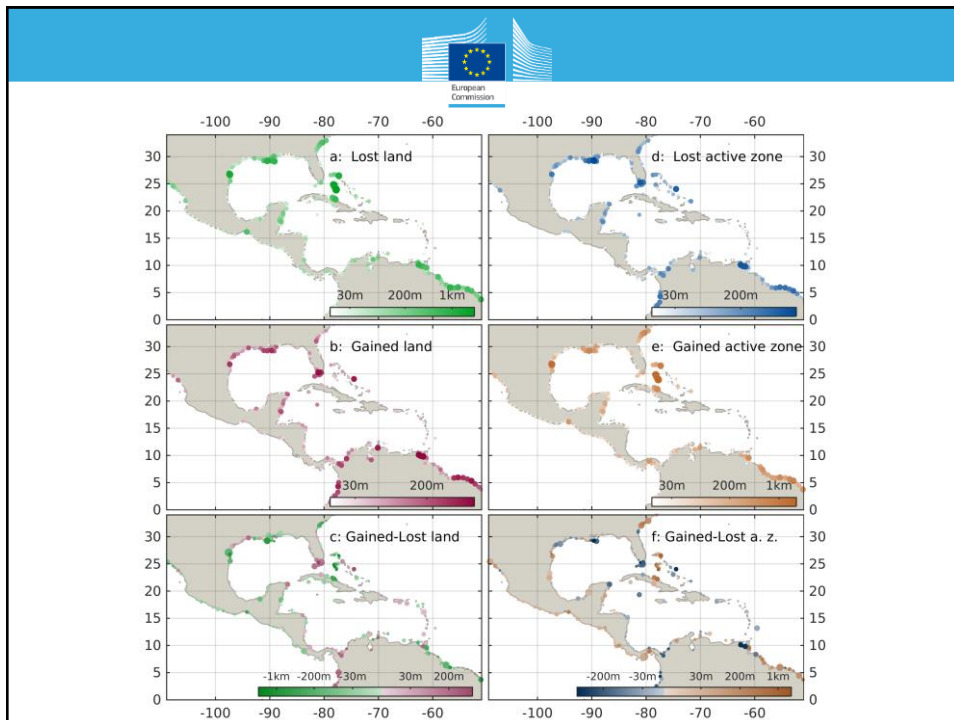 European
Commission
-100 -90 -80 -70 -60 -100 -90 -80 -70 -60
a: Lost land
30
25
20
15
10
5
0
30m 200m 1km
d: Lost active zone
30
25
20
15
10
5
0
30m 200m
b: Gained land
30
25
20
15
10
5
0
30m 200m
e: Gained active zone
30
25
20
15
10
5
0
30m 200m 1km
c: Gained-Lost land
30
25
20
15
10
5
0
-1km -200m -30m 30m 200m
f: Gained-Lost a. z.
30
25
20
15
10
5
0
-200m -30m 30m 200m 1km
-100 -90 -80 -70 -60 -100 -90 -80 -70 -60